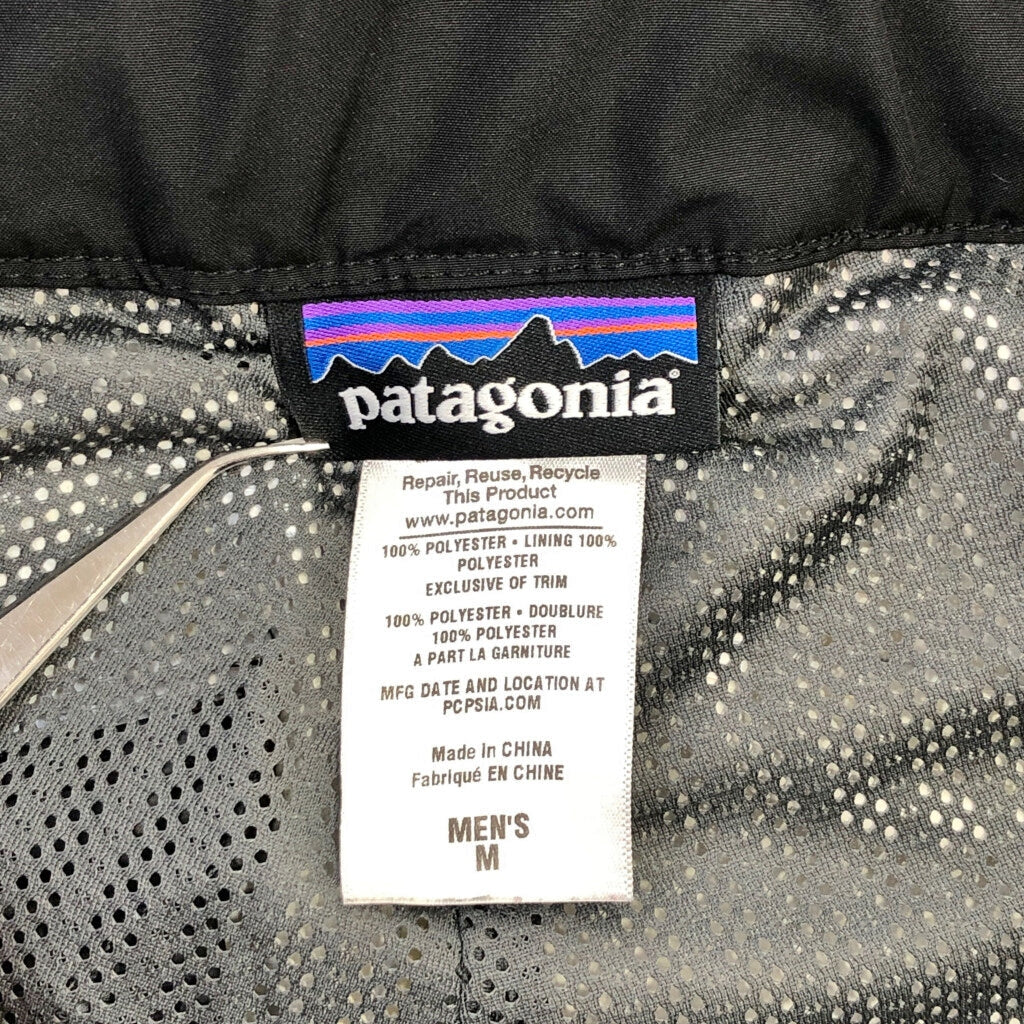 patagonia®
Repair, Reuse, Recycle
This Product
www.patagonia.com
100% POLYESTER • LINING 100%
POLYESTER
EXCLUSIVE OF TRIM
100% POLYESTER • DOUBLURE
100% POLYESTER
A PART LA GARNITURE
MFG DATE AND LOCATION AT
PCPSIA.COM
Made in CHINA
Fabriqué EN CHINE
MEN'S
M